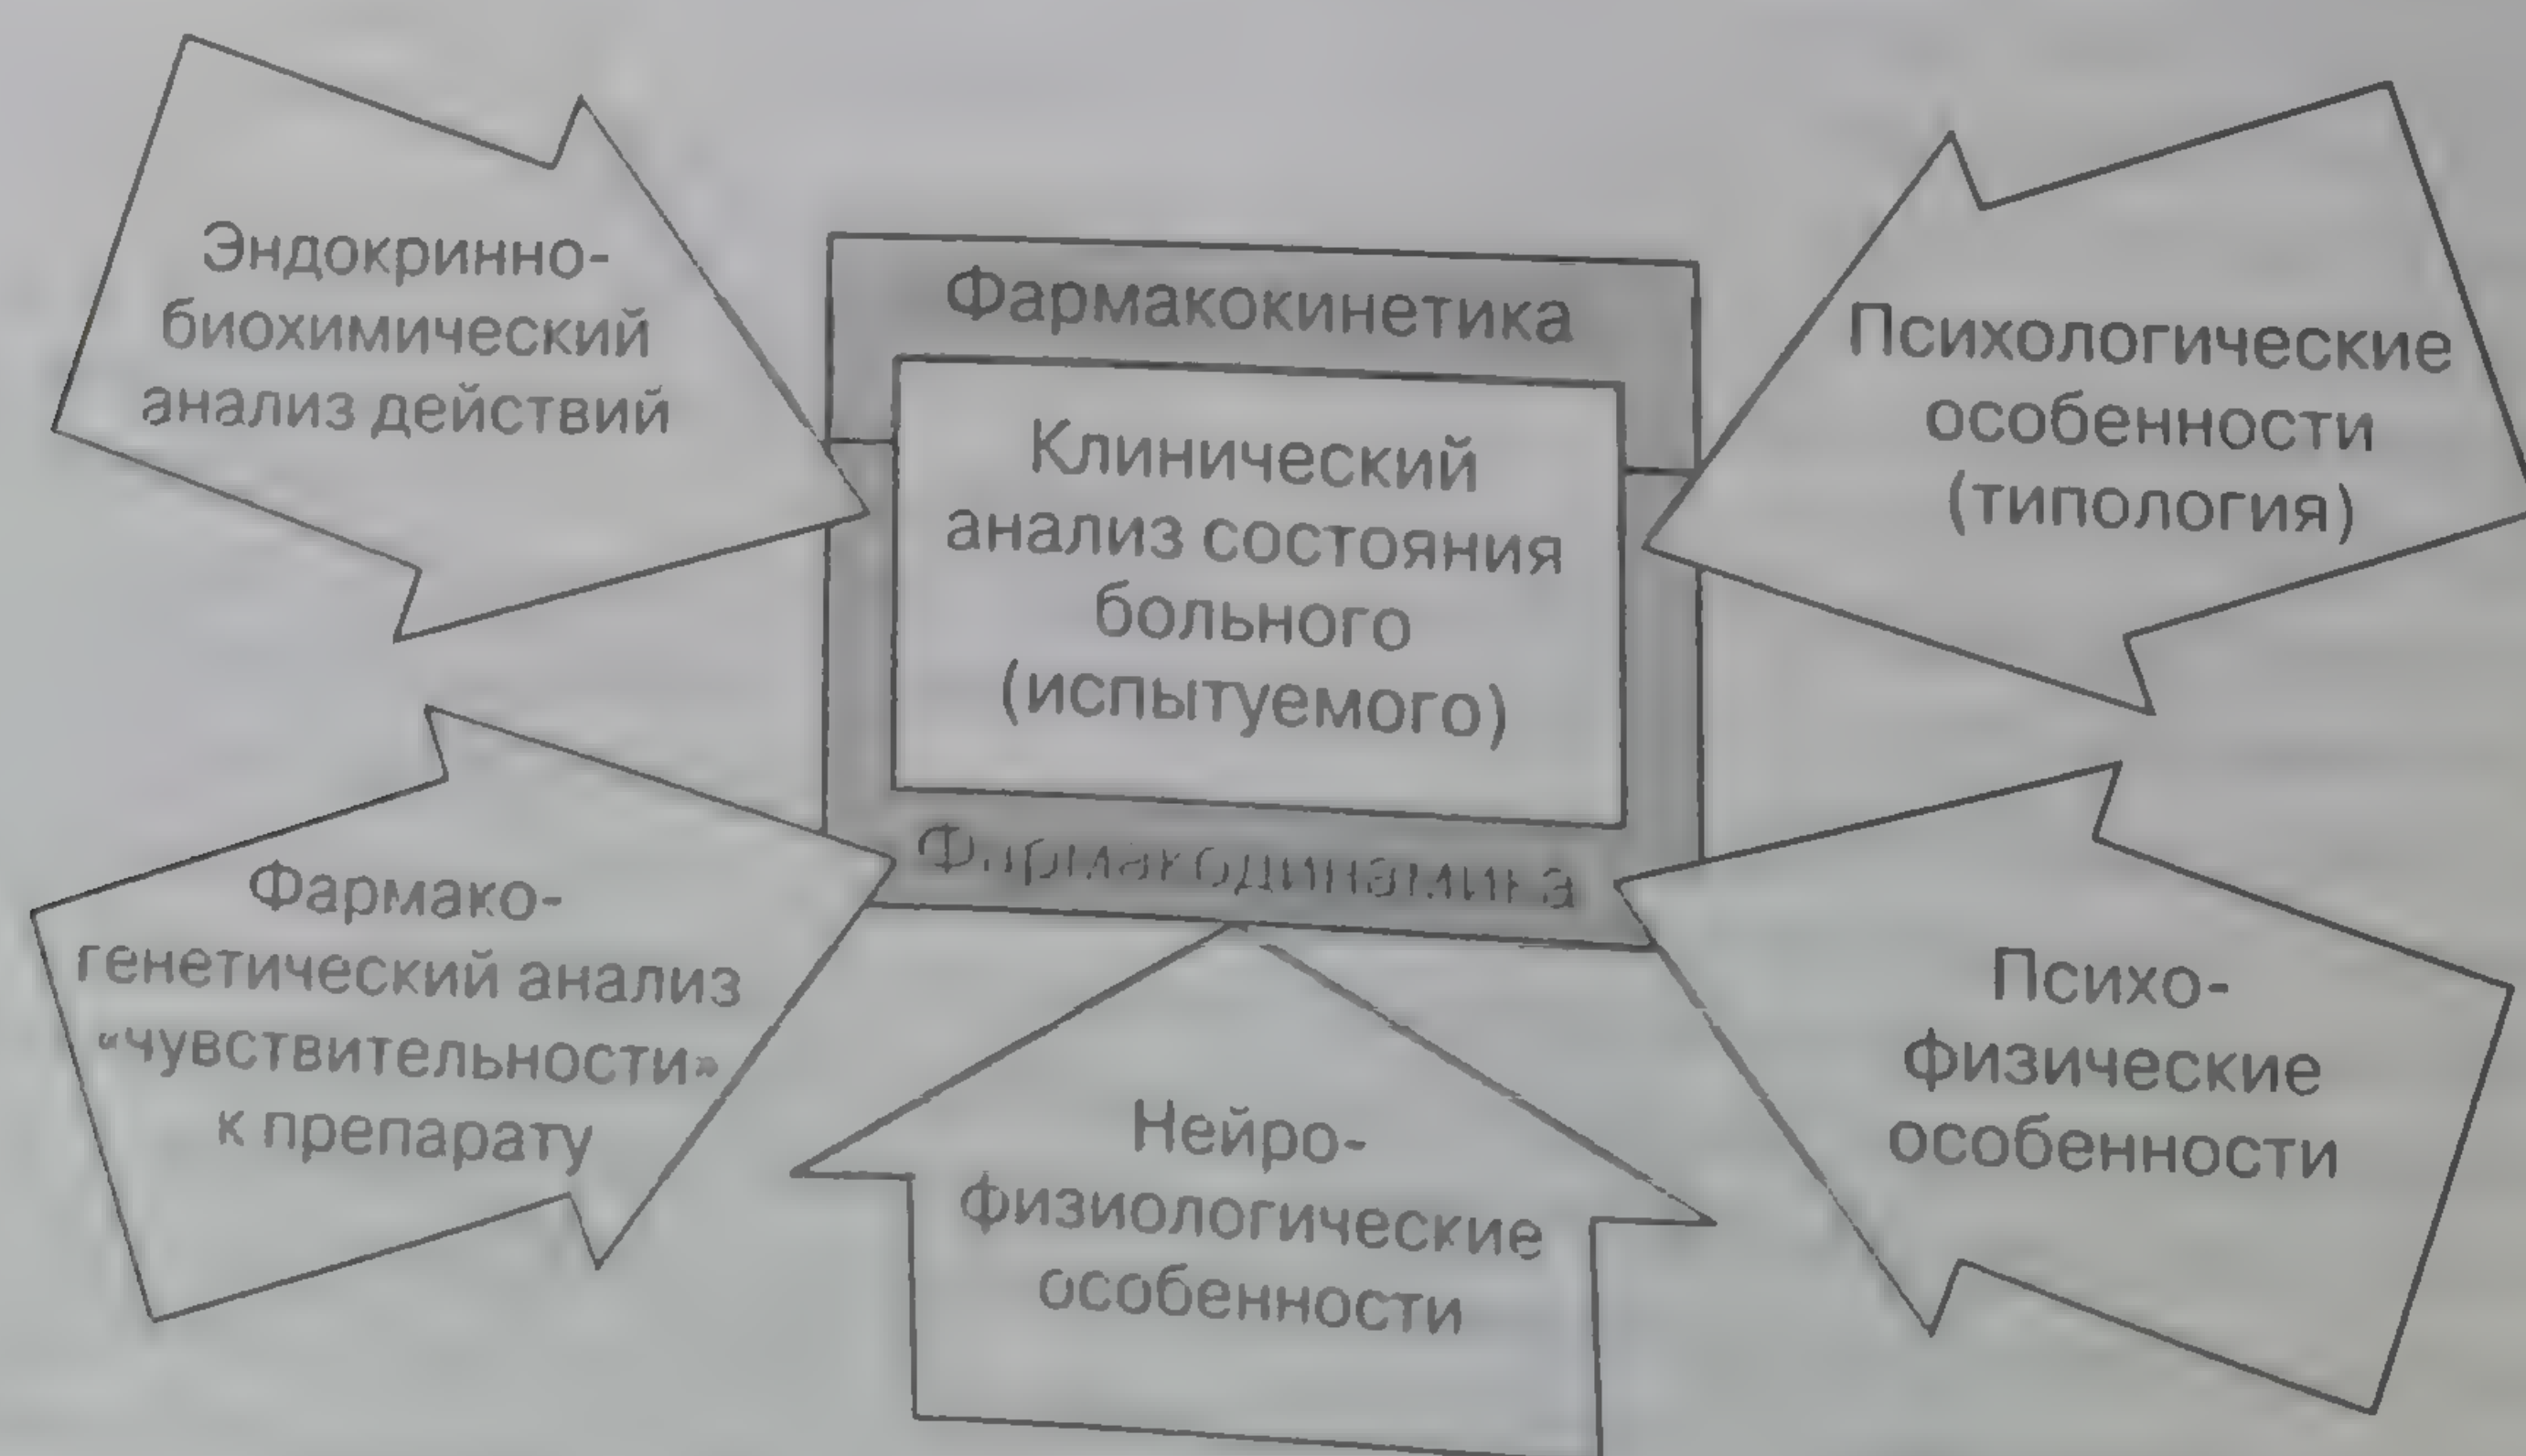 Эндокринно-
биохимический
анализ действий
Фармакокинетика
Клинический
анализ состояния
больного
(испытуемого)
Фармакодинамика
Психологические
особенности
(типология)
Фармако-
генетический анализ
«чувствительности»
к препарату
Нейро-
физиологические
особенности
Психо-
физические
особенности